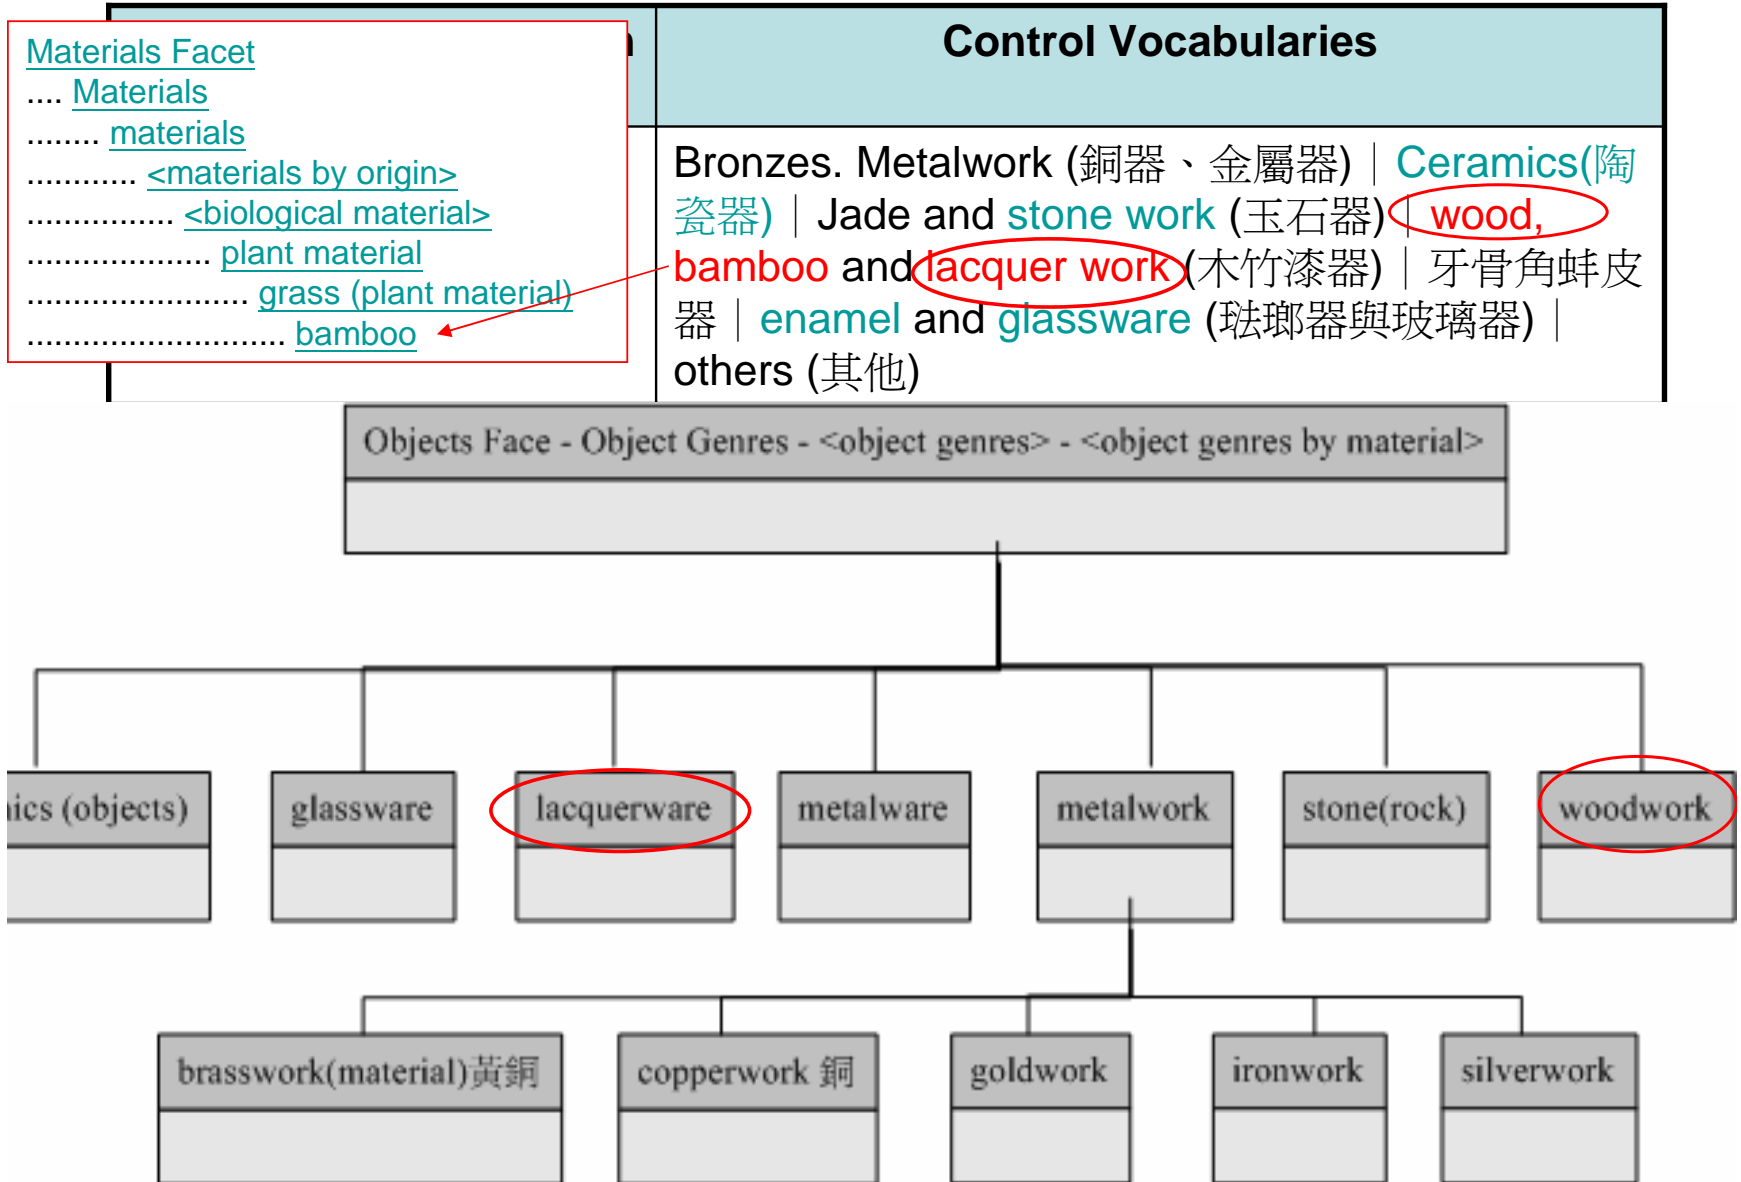 Materials Facet
.... Materials
........ materials
............ <materials by origin>
................ <biological material>
.................... plant material
........................ grass (plant material)
............................ bamboo
n
Control Vocabularies
Bronzes. Metalwork (銅器、金屬器)｜Ceramics(陶
瓷器)｜Jade and stone work (玉石器)｜wood,
bamboo and lacquer work (木竹漆器)｜牙骨角蚌皮
器｜enamel and glassware (琺瑯器與玻璃器)｜
others (其他)
Objects Face - Object Genres - <object genres> - <object genres by material>
ics (objects)
glassware
lacquerware
metalware
metalwork
stone(rock)
woodwork
brasswork(material)黃銅
copperwork 銅
goldwork
ironwork
silverwork